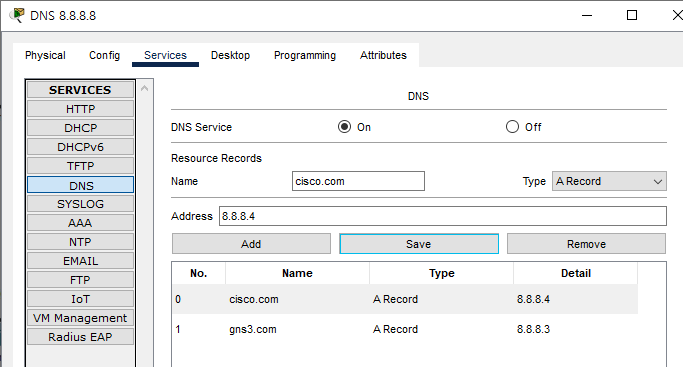 DNS 8.8.8.8
Physical Config Services Desktop Programming Attributes
SERVICES
HTTP
DHCP
DHCPv6
TFTP
DNS
SYSLOG
AAA
NTP
EMAIL
FTP
IoT
VM Management
Radius EAP
DNS
DNS Service On Off
Resource Records
Name cisco.com Type A Record
Address 8.8.8.4
Add Save Remove
No. Name Type Detail
0 cisco.com A Record 8.8.8.4
1 gns3.com A Record 8.8.8.3